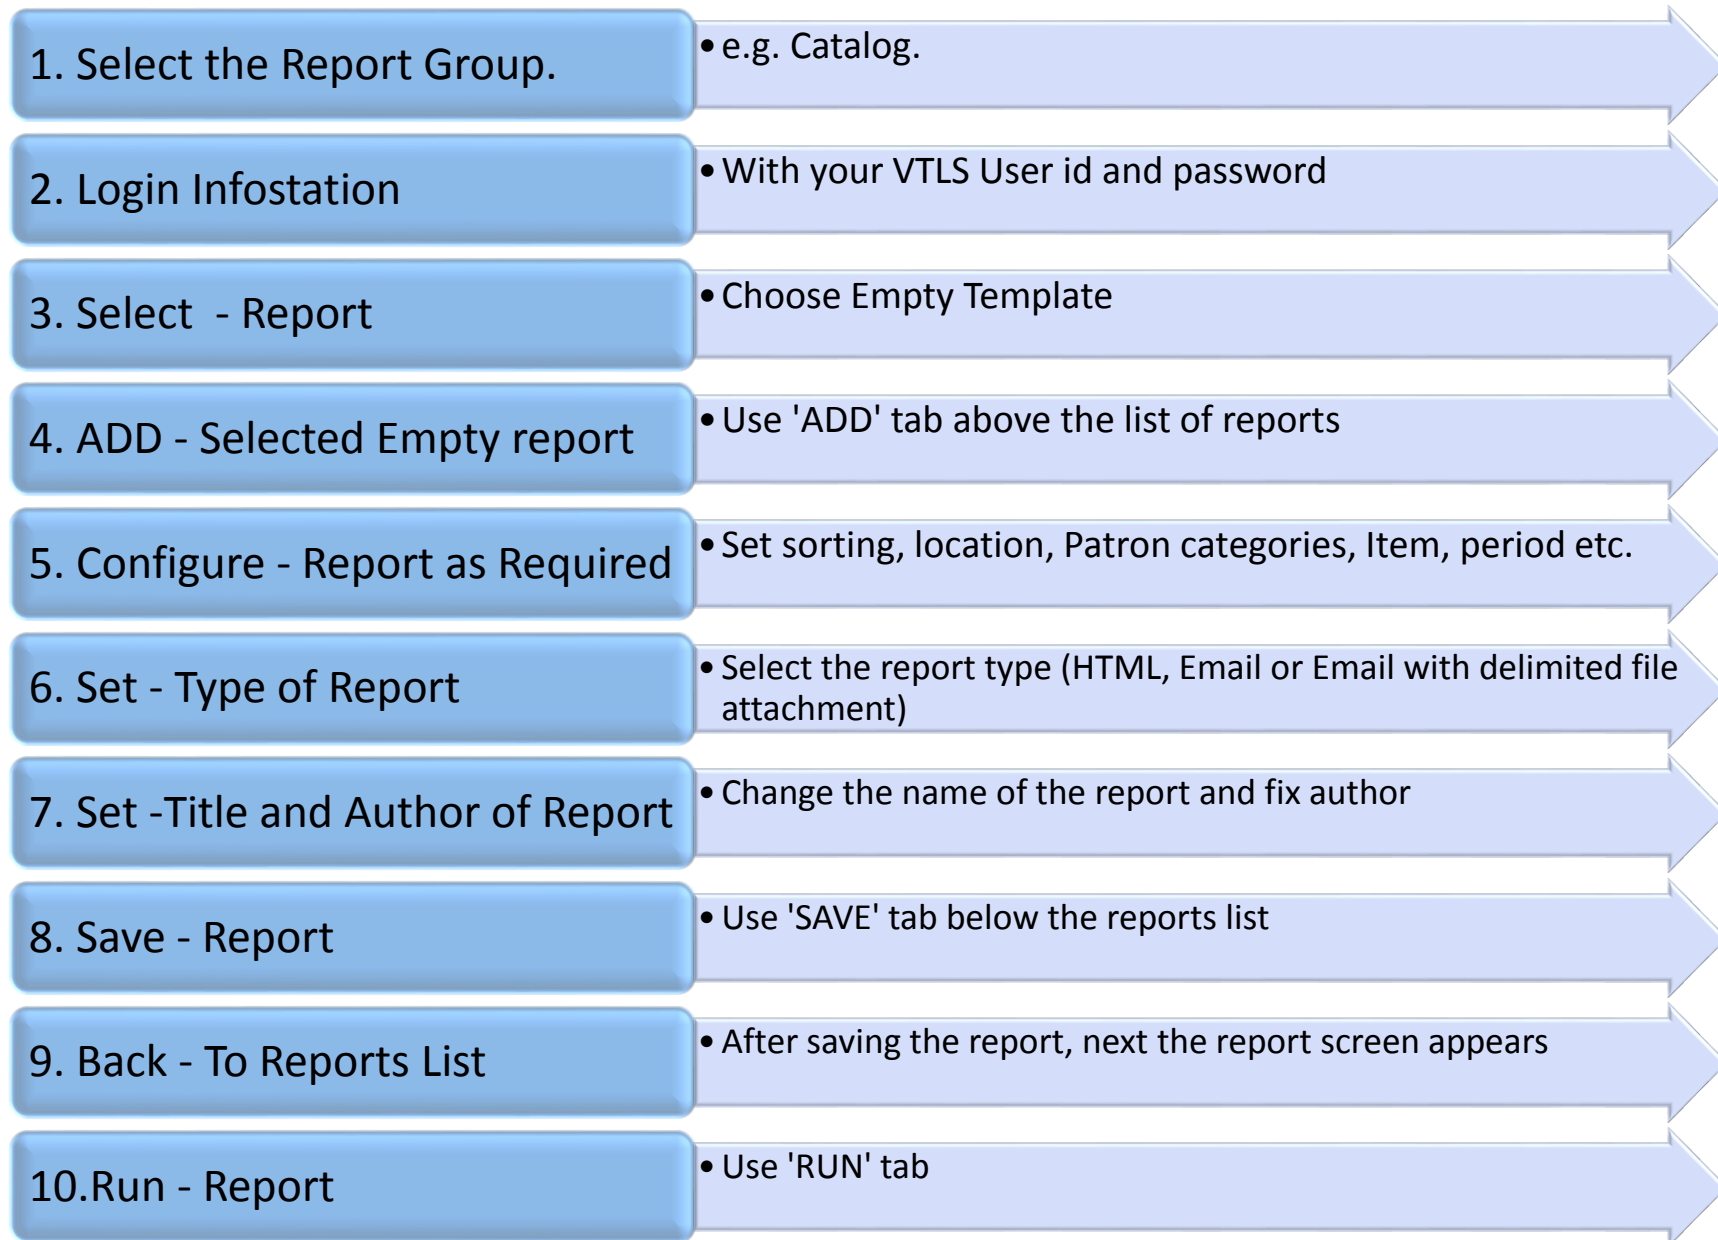 1. Select the Report Group.
• e.g. Catalog.
2. Login Infostation
• With your VTLS User id and password
3. Select  - Report
• Choose Empty Template
4. ADD - Selected Empty report
• Use 'ADD' tab above the list of reports
5. Configure - Report as Required
• Set sorting, location, Patron categories, Item, period etc.
6. Set - Type of Report
• Select the report type (HTML, Email or Email with delimited file
attachment)
7. Set -Title and Author of Report
• Change the name of the report and fix author
8. Save - Report
• Use 'SAVE' tab below the reports list
9. Back - To Reports List
• After saving the report, next the report screen appears
10.Run - Report
• Use 'RUN' tab